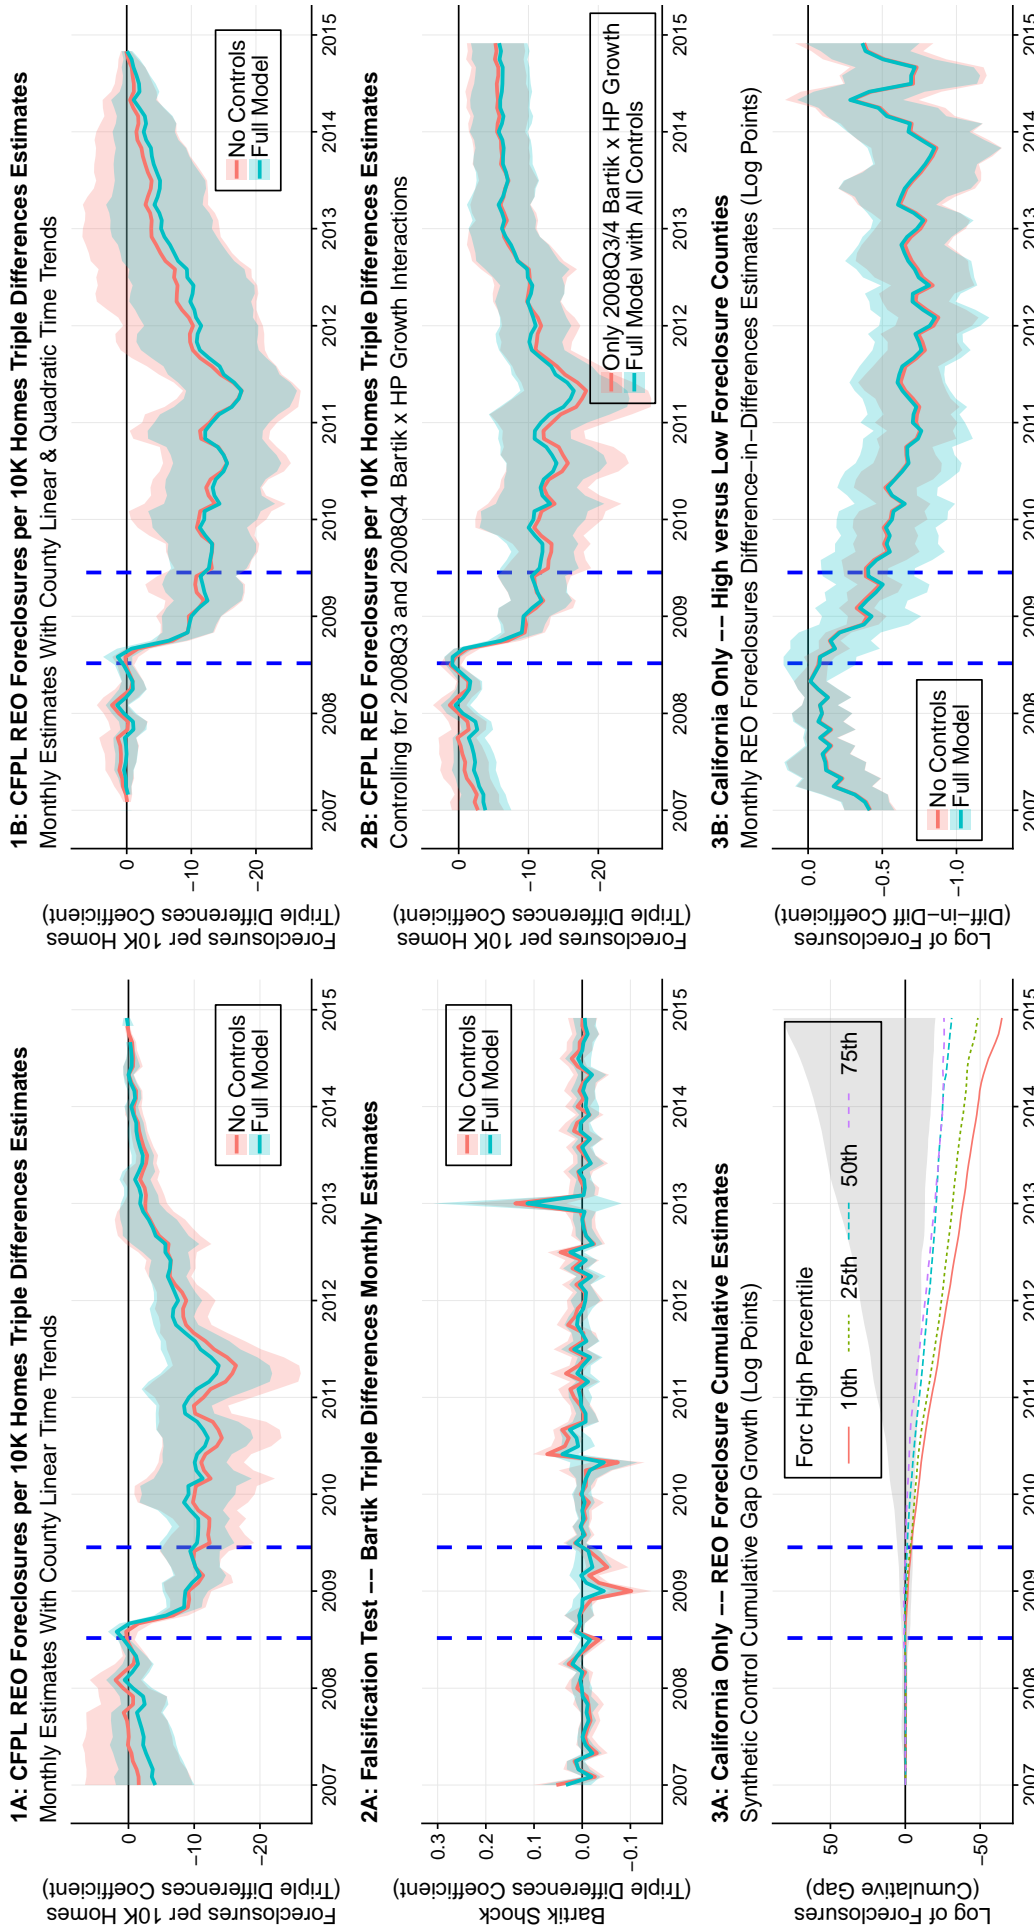 1A: CFPL REO Foreclosures per 10K Homes Triple Differences Estimates
Monthly Estimates With County Linear Time Trends
Foreclosures per 10K Homes
(Triple Differences Coefficient)
0
−10
−20
2007 2008 2009 2010 2011 2012 2013 2014 2015
No Controls
Full Model
1B: CFPL REO Foreclosures per 10K Homes Triple Differences Estimates
Monthly Estimates With County Linear & Quadratic Time Trends
Foreclosures per 10K Homes
(Triple Differences Coefficient)
0
−10
−20
2007 2008 2009 2010 2011 2012 2013 2014 2015
No Controls
Full Model
2A: Falsification Test −− Bartik Triple Differences Monthly Estimates
Bartik Shock
(Triple Differences Coefficient)
0.3
0.2
0.1
0.0
−0.1
2007 2008 2009 2010 2011 2012 2013 2014 2015
No Controls
Full Model
2B: CFPL REO Foreclosures per 10K Homes Triple Differences Estimates
Controlling for 2008Q3 and 2008Q4 Bartik x HP Growth Interactions
Foreclosures per 10K Homes
(Triple Differences Coefficient)
0
−10
−20
2007 2008 2009 2010 2011 2012 2013 2014 2015
Only 2008Q3/4 Bartik x HP Growth
Full Model with All Controls
3A: California Only −− REO Foreclosure Cumulative Estimates
Synthetic Control Cumulative Gap Growth (Log Points)
Log of Foreclosures
(Cumulative Gap)
50
0
−50
2007 2008 2009 2010 2011 2012 2013 2014 2015
Forc High Percentile
10th 25th 50th 75th
3B: California Only −− High versus Low Foreclosure Counties
Monthly REO Foreclosures Difference−in−Differences Estimates (Log Points)
Log of Foreclosures
(Diff−in−Diff Coefficient)
0.0
−0.5
−1.0
2007 2008 2009 2010 2011 2012 2013 2014 2015
No Controls
Full Model